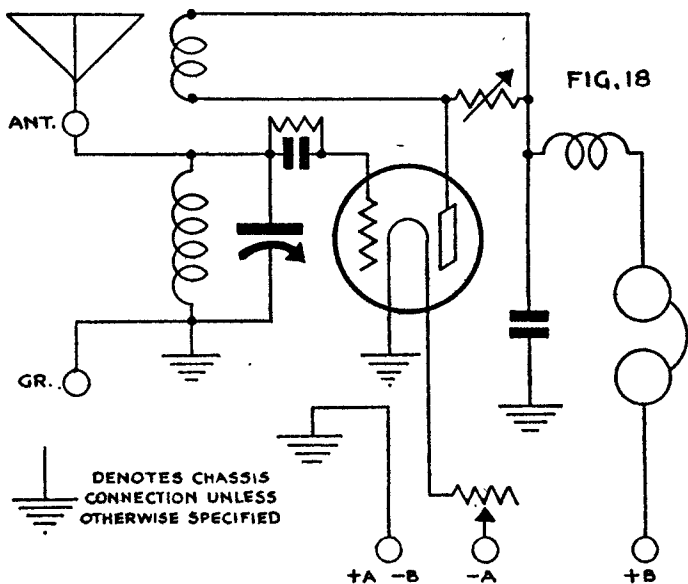 FIG. 18
ANT.
GR..
DENOTES CHASSIS
CONNECTION UNLESS
OTHERWISE SPECIFIED
+A -B
-A
+B